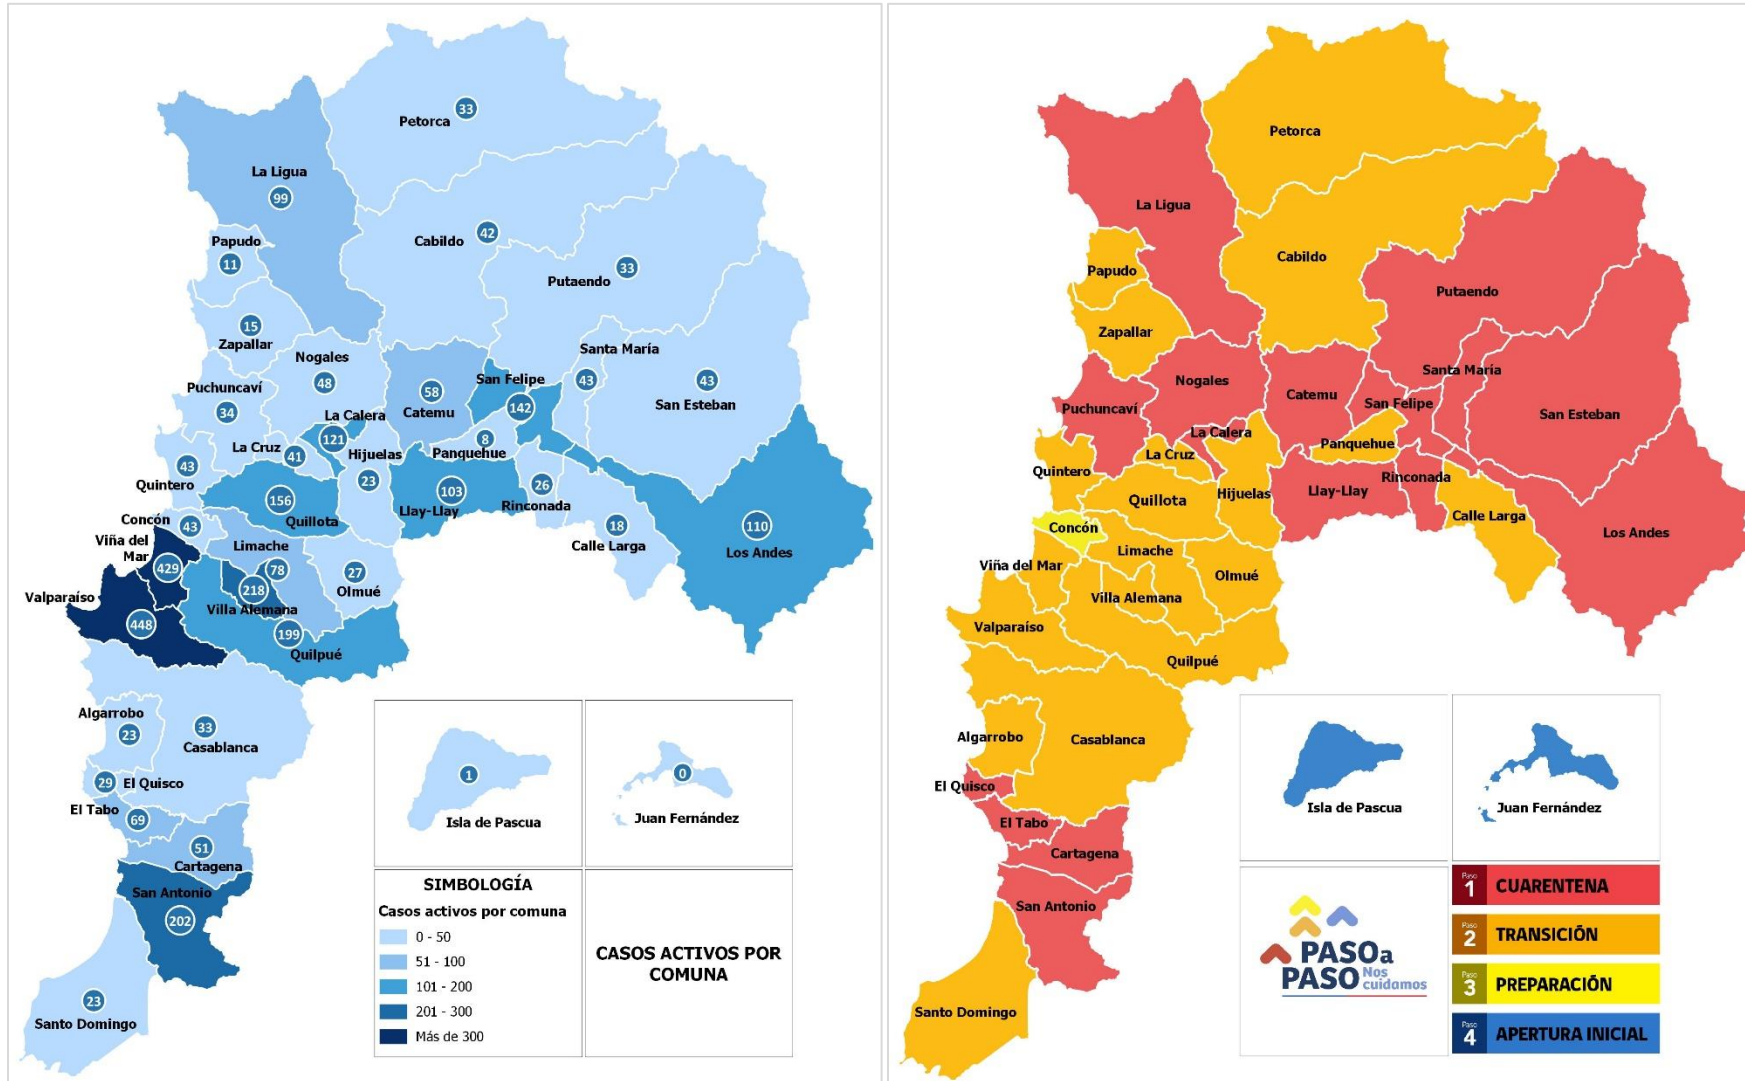 Petorca
33
La Ligua
99
Papudo
11
Cabildo
42
Putaendo
33
15
Zapallar
Nogales
48
Santa María
43
43
San Esteban
San Felipe
142
58
Catemu
Puchuncaví
34
La Calera
121
La Cruz
41
Hijuelas
23
8
Panquehue
43
Quintero
156
Quillota
103
Llay-Llay
26
Rinconada
18
Calle Larga
110
Los Andes
Concón
43
Viña del
Mar
429
Limache
78
218
Villa Alemana
27
Olmué
Valparaíso
448
199
Quilpué
Algarrobo
23
33
Casablanca
29
El Quisco
El Tabo
69
51
Cartagena
San Antonio
202
23
Santo Domingo
1
Isla de Pascua
0
Juan Fernández
SIMBOLOGÍA
Casos activos por comuna
0 - 50
51 - 100
101 - 200
201 - 300
Más de 300
CASOS ACTIVOS POR
COMUNA
Petorca
La Ligua
Cabildo
Papudo
Putaendo
Zapallar
Santa María
Nogales
Catemu
San Felipe
San Esteban
Puchuncaví
La Calera
Panquehue
La Cruz
Quintero
Rinconada
Hijuelas
Llay-Llay
Quillota
Calle Larga
Concón
Los Andes
Limache
Viña del Mar
Olmué
Villa Alemana
Valparaíso
Quilpué
Algarrobo
Casablanca
El Quisco
El Tabo
Cartagena
San Antonio
Santo Domingo
Isla de Pascua
Juan Fernández
PASO a
PASO Nos
cuidamos
Paso
1 CUARENTENA
Paso
2 TRANSICIÓN
Paso
3 PREPARACIÓN
Paso
4 APERTURA INICIAL